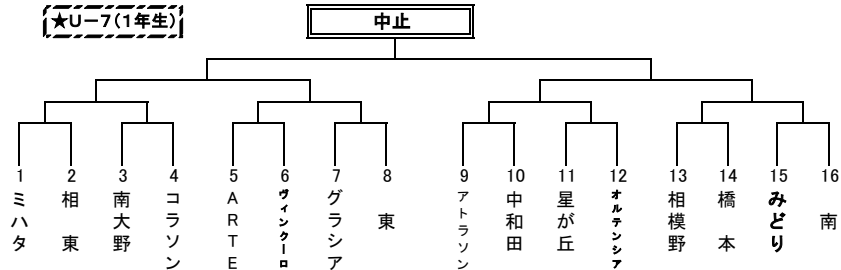 ★U－7(1年生)
中止
1 2 3 4 5 6 7 8 9 10 11 12 13 14 15 16
ミハタ
相東
南大野
コラソン
ARTE
ヴィンクーロ
グラシア
東
アトラソン
中和田
星が丘
オルテンシア
相模野
橋本
みどり
南